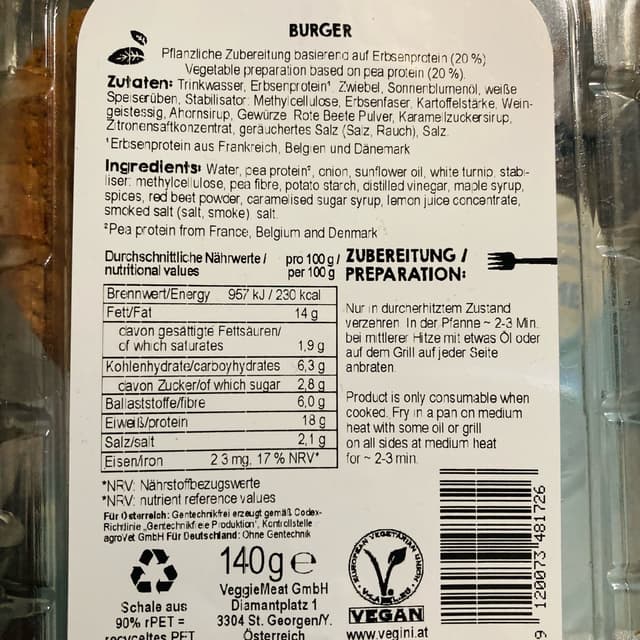 BURGER
Pflanzliche Zubereitung basierend auf Erbsenprotein (20 %)
Vegetable preparation based on pea protein (20 %).
Zutaten: Trinkwasser, Erbsenprotein¹, Zwiebel, Sonnenblumenöl, weiße
Speiserüben, Stabilisator: Methylcellulose, Erbsenfaser, Kartoffelstärke, Wein-
geistessig, Ahornsirup, Gewürze, Rote Beete Pulver, Karamellzuckersirup,
Zitronensaftkonzentrat, geräuchertes Salz (Salz, Rauch), Salz.
¹Erbsenprotein aus Frankreich, Belgien und Dänemark
Ingredients: Water, pea protein², onion, sunflower oil, white turnip, stabi-
liser: methylcellulose, pea fibre, potato starch, distilled vinegar, maple syrup,
spices, red beet powder, caramelised sugar syrup, lemon juice concentrate,
smoked salt (salt, smoke), salt.
²Pea protein from France, Belgium and Denmark
Durchschnittliche Nährwerte / pro 100 g /
nutritional values per 100 g
Brennwert/Energy 957 kJ / 230 kcal
Fett/Fat 14 g
davon gesättigte Fettsäuren/
of which saturates 1,9 g
Kohlenhydrate/carboyhydrates 6,3 g
davon Zucker/of which sugar 2,8 g
Ballaststoffe/fibre 6,0 g
Eiweiß/protein 18 g
Salz/salt 2,1 g
Eisen/iron 2,3 mg, 17 % NRV*
*NRV: Nährstoffbezugswerte
*NRV: nutrient reference values
Für Österreich: Gentechnikfrei erzeugt gemäß Codex-
Richtlinie „Gentechnikfreie Produktion", Kontrollstelle
agroVet GmbH Für Deutschland: Ohne Gentechnik
ZUBEREITUNG /
PREPARATION:
Nur in durcherhitztem Zustand
verzehren. In der Pfanne ~ 2-3 Min.
bei mittlerer Hitze mit etwas Öl oder
auf dem Grill auf jeder Seite
anbraten.
Product is only consumable when
cooked. Fry in a pan on medium
heat with some oil or grill
on all sides at medium heat
for ~ 2-3 min.
Schale aus
90% rPET =
recyceltes PET
140g e
VeggieMeat GmbH
Diamantplatz 1
3304 St. Georgen/Y.
Österreich
EUROPEAN VEGETARIAN UNION
V-LABEL.EU
VEGAN
www.vegini.at
9 120073 481726